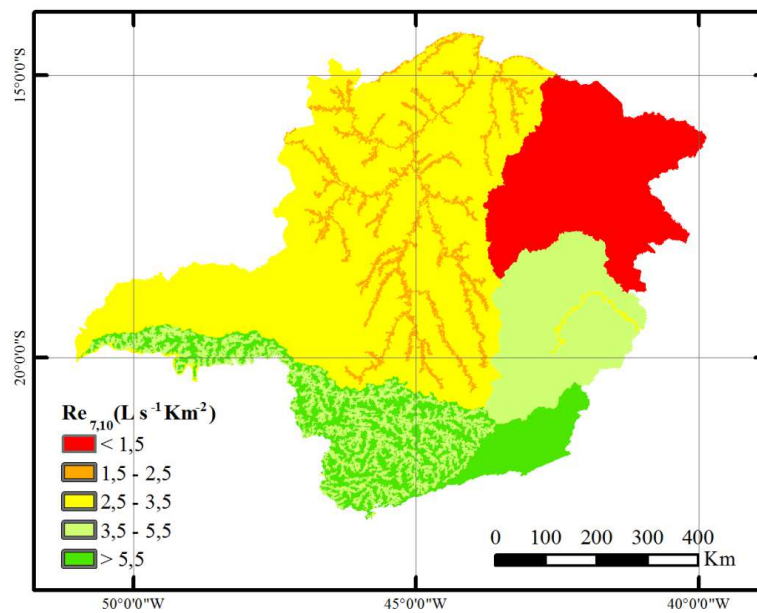 15°0'0"S
20°0'0"S
Re7,10(L s-1Km2)
< 1,5
1,5 - 2,5
2,5 - 3,5
3,5 - 5,5
> 5,5
0 100 200 300 400
Km
50°0'0"W 45°0'0"W 40°0'0"W